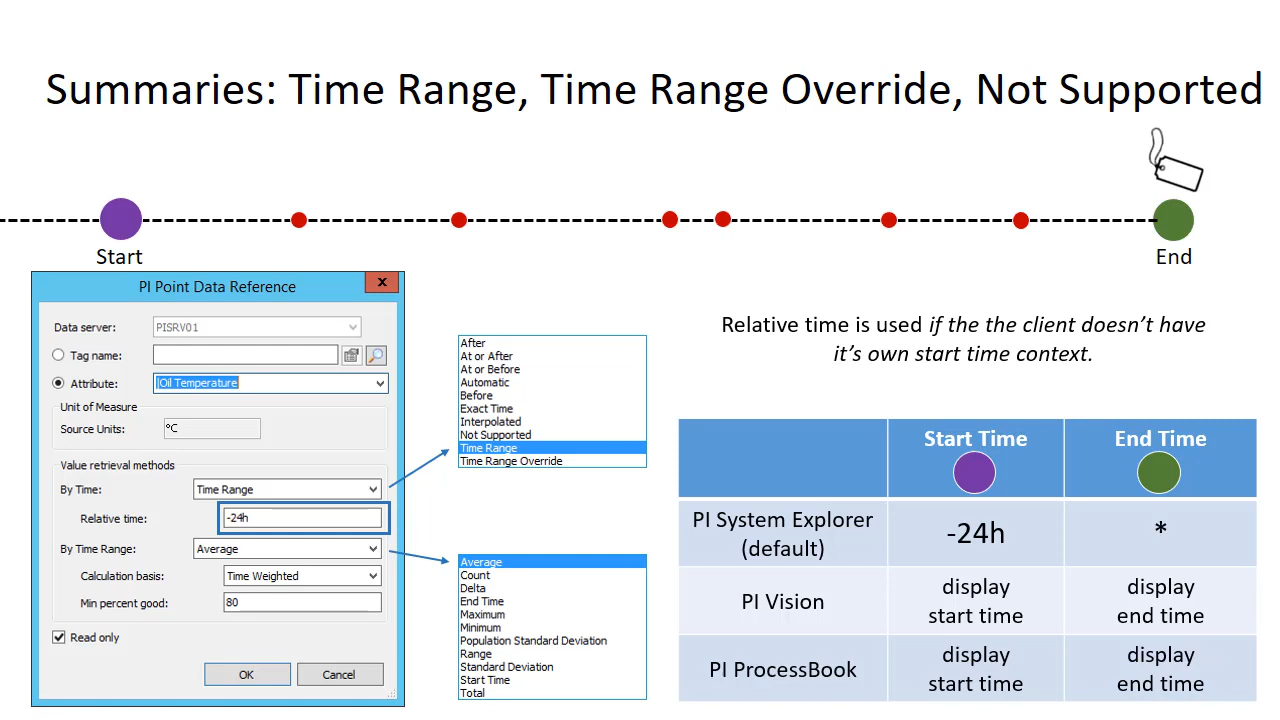 Summaries: Time Range, Time Range Override, Not Supported
Start
End
PI Point Data Reference
x
Data server:
PISRV01
Tag name:
Attribute:
Oil Temperature
Unit of Measure
Source Units:
°C
Value retrieval methods
By Time:
Time Range
Relative time:
-24h
By Time Range:
Average
Calculation basis:
Time Weighted
Min percent good:
80
Read only
OK
Cancel
After
At or After
At or Before
Automatic
Before
Exact Time
Interpolated
Not Supported
Time Range
Time Range Override
Average
Count
Delta
End Time
Maximum
Minimum
Population Standard Deviation
Range
Standard Deviation
Start Time
Total
Relative time is used if the the client doesn’t have
it’s own start time context.
Start Time
End Time
PI System Explorer
(default)
-24h
*
PI Vision
display
start time
display
end time
PI ProcessBook
display
start time
display
end time